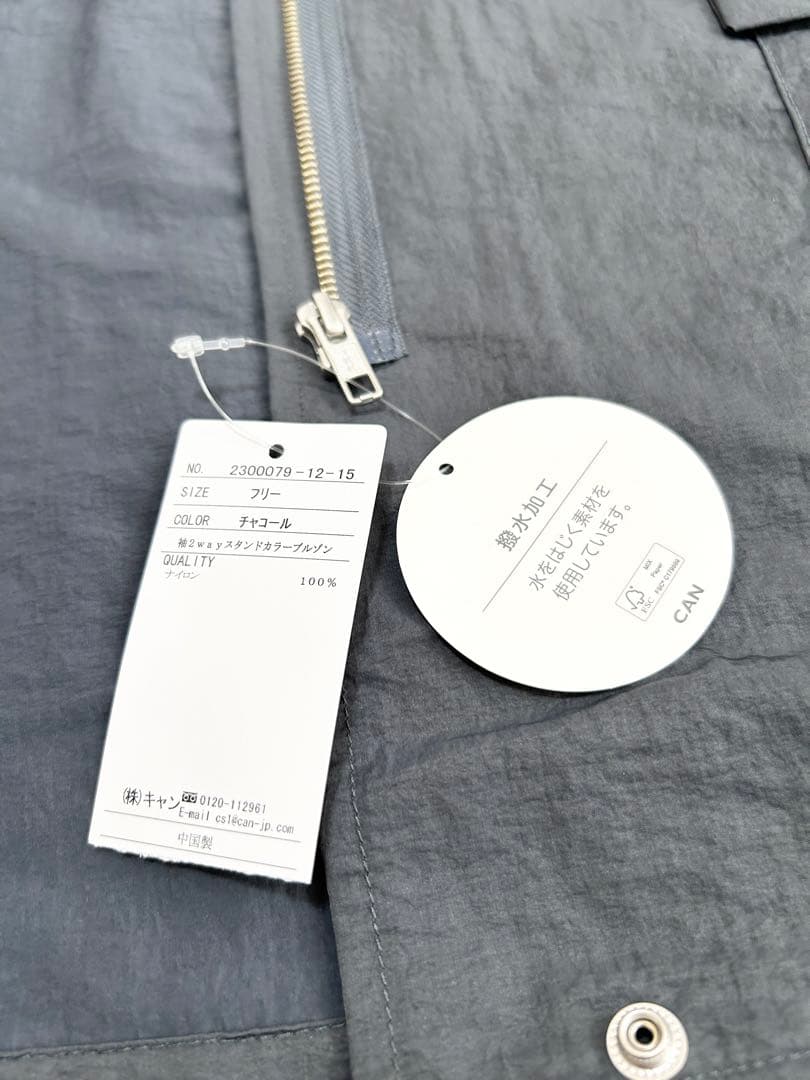 NO. 2300079-12-15
SIZE フリー
COLOR チャコール
袖2wayスタンドカラーブルゾン
QUALITY
ナイロン 100%
(株)キャン 0120-112961
E-mail cs1@can-jp.com
中国製
撥水加工
水をはじく素材を
使用しています。
MIX
Paper
FSC
CAN